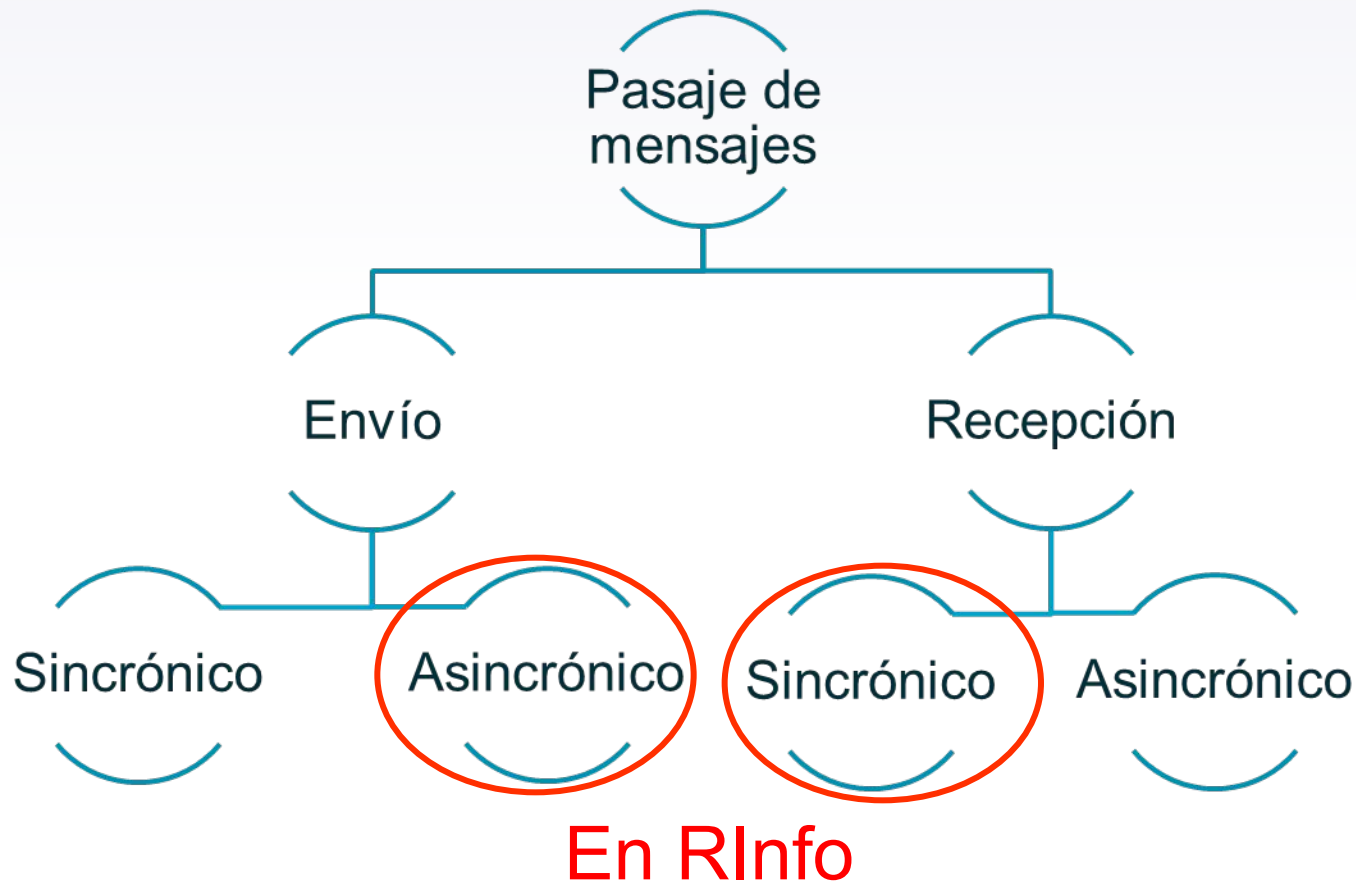 Pasaje de
mensajes
Envío
Recepción
Sincrónico
Asincrónico
Sincrónico
Asincrónico
En RInfo